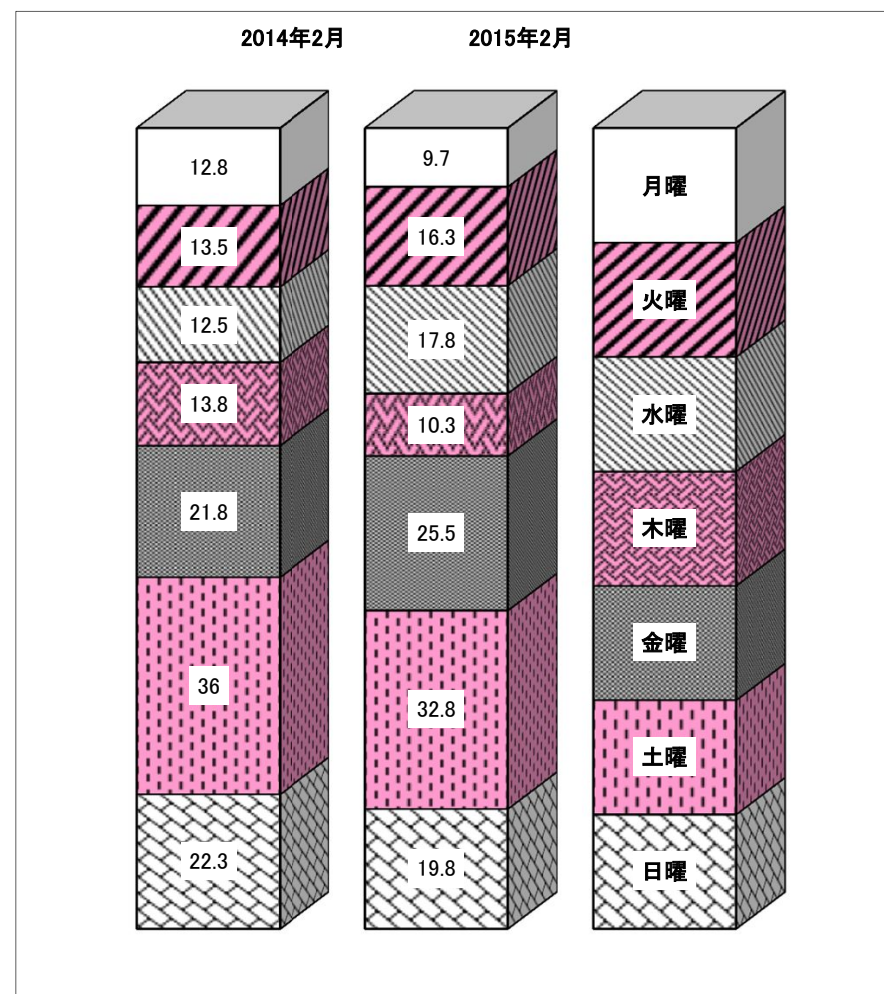 2014年2月 2015年2月
12.8 9.7 月曜
13.5 16.3 火曜
12.5 17.8 水曜
13.8 10.3 木曜
21.8 25.5 金曜
36 32.8 土曜
22.3 19.8 日曜